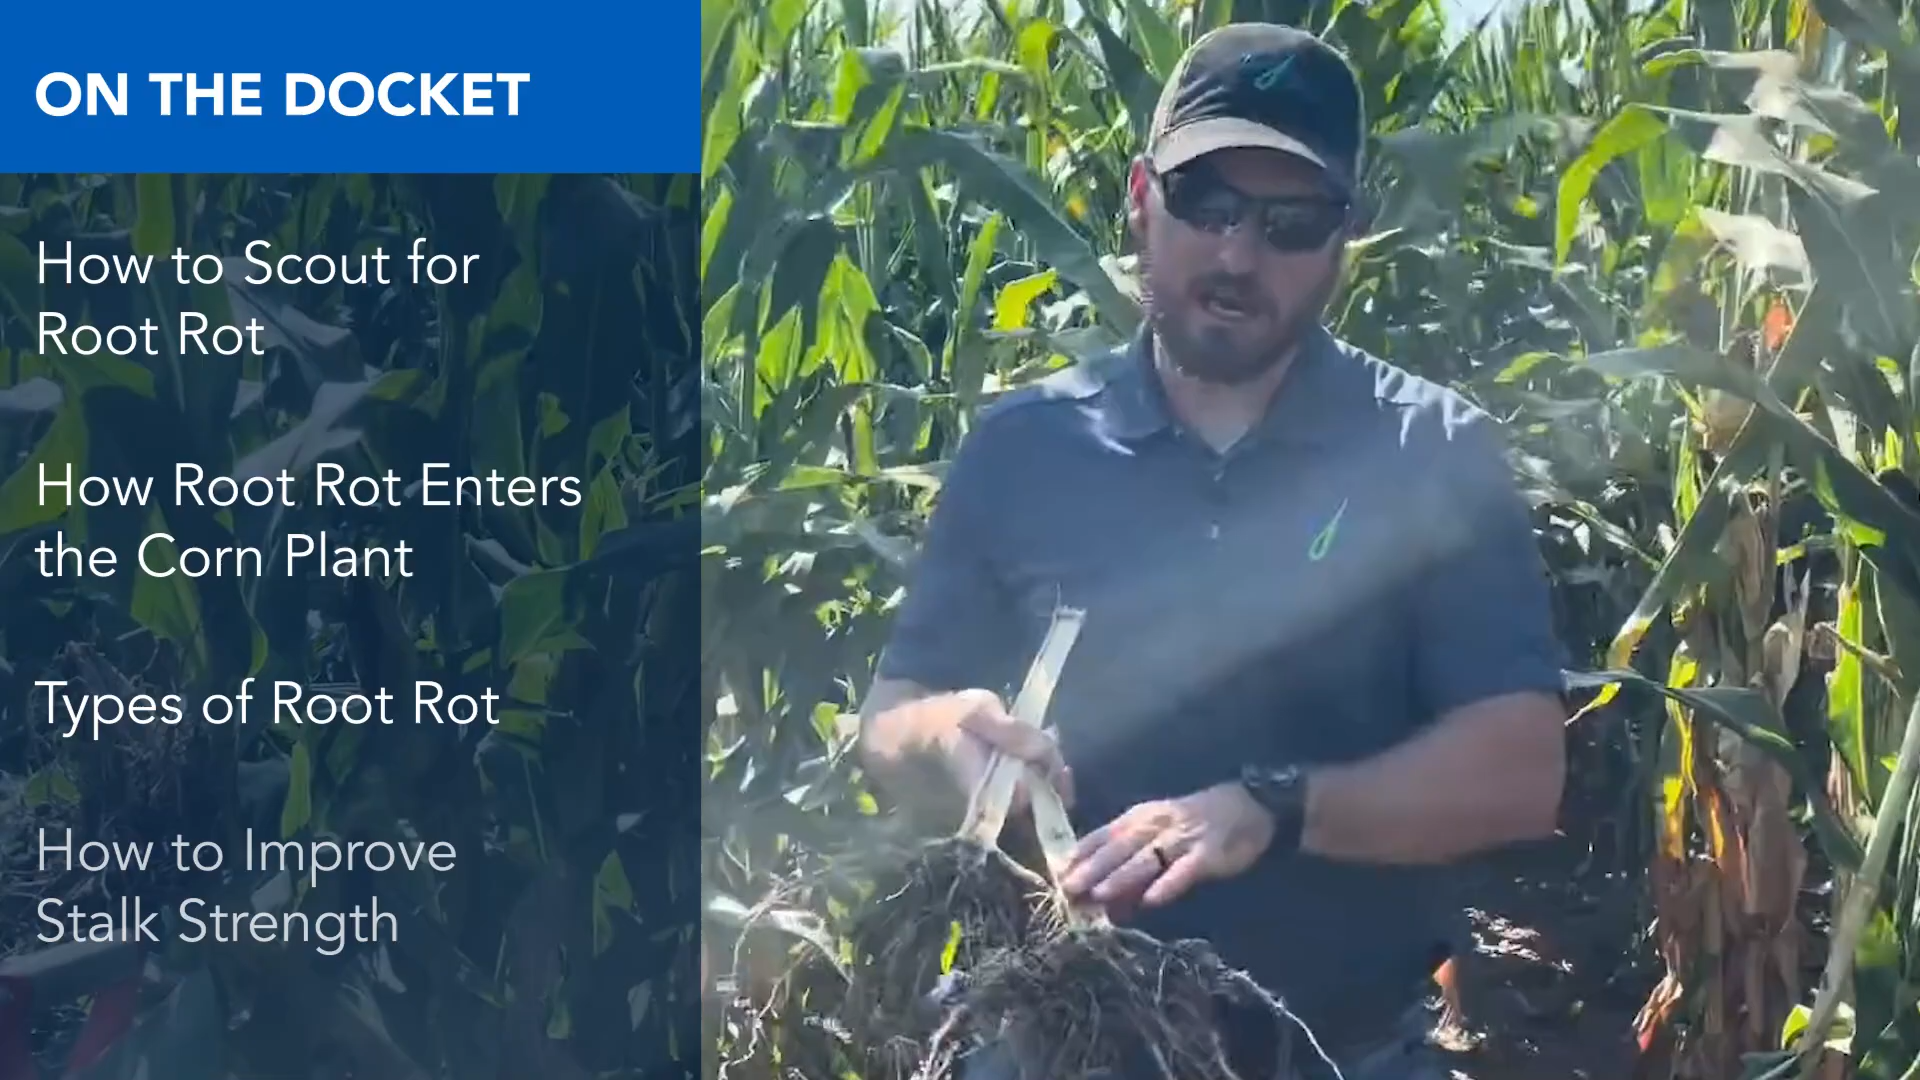 ON THE DOCKET
How to Scout for
Root Rot
How Root Rot Enters
the Corn Plant
Types of Root Rot
How to Improve
Stalk Strength